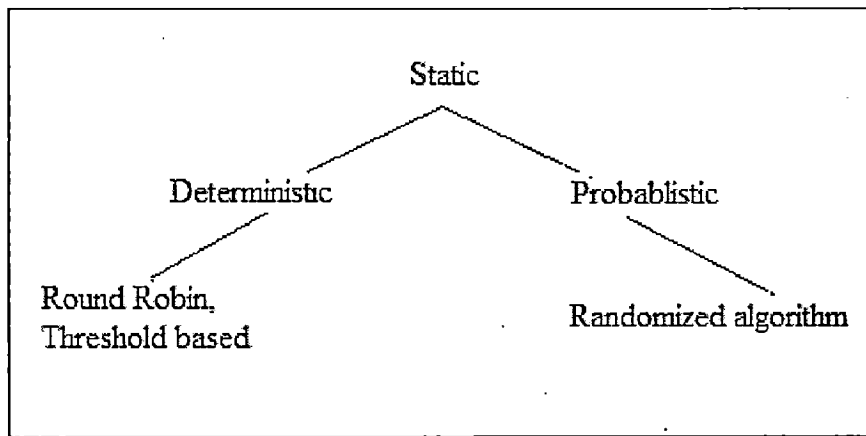 Static
Deterministic
Probablistic
Round Robin,
Threshold based
Randomized algorithm